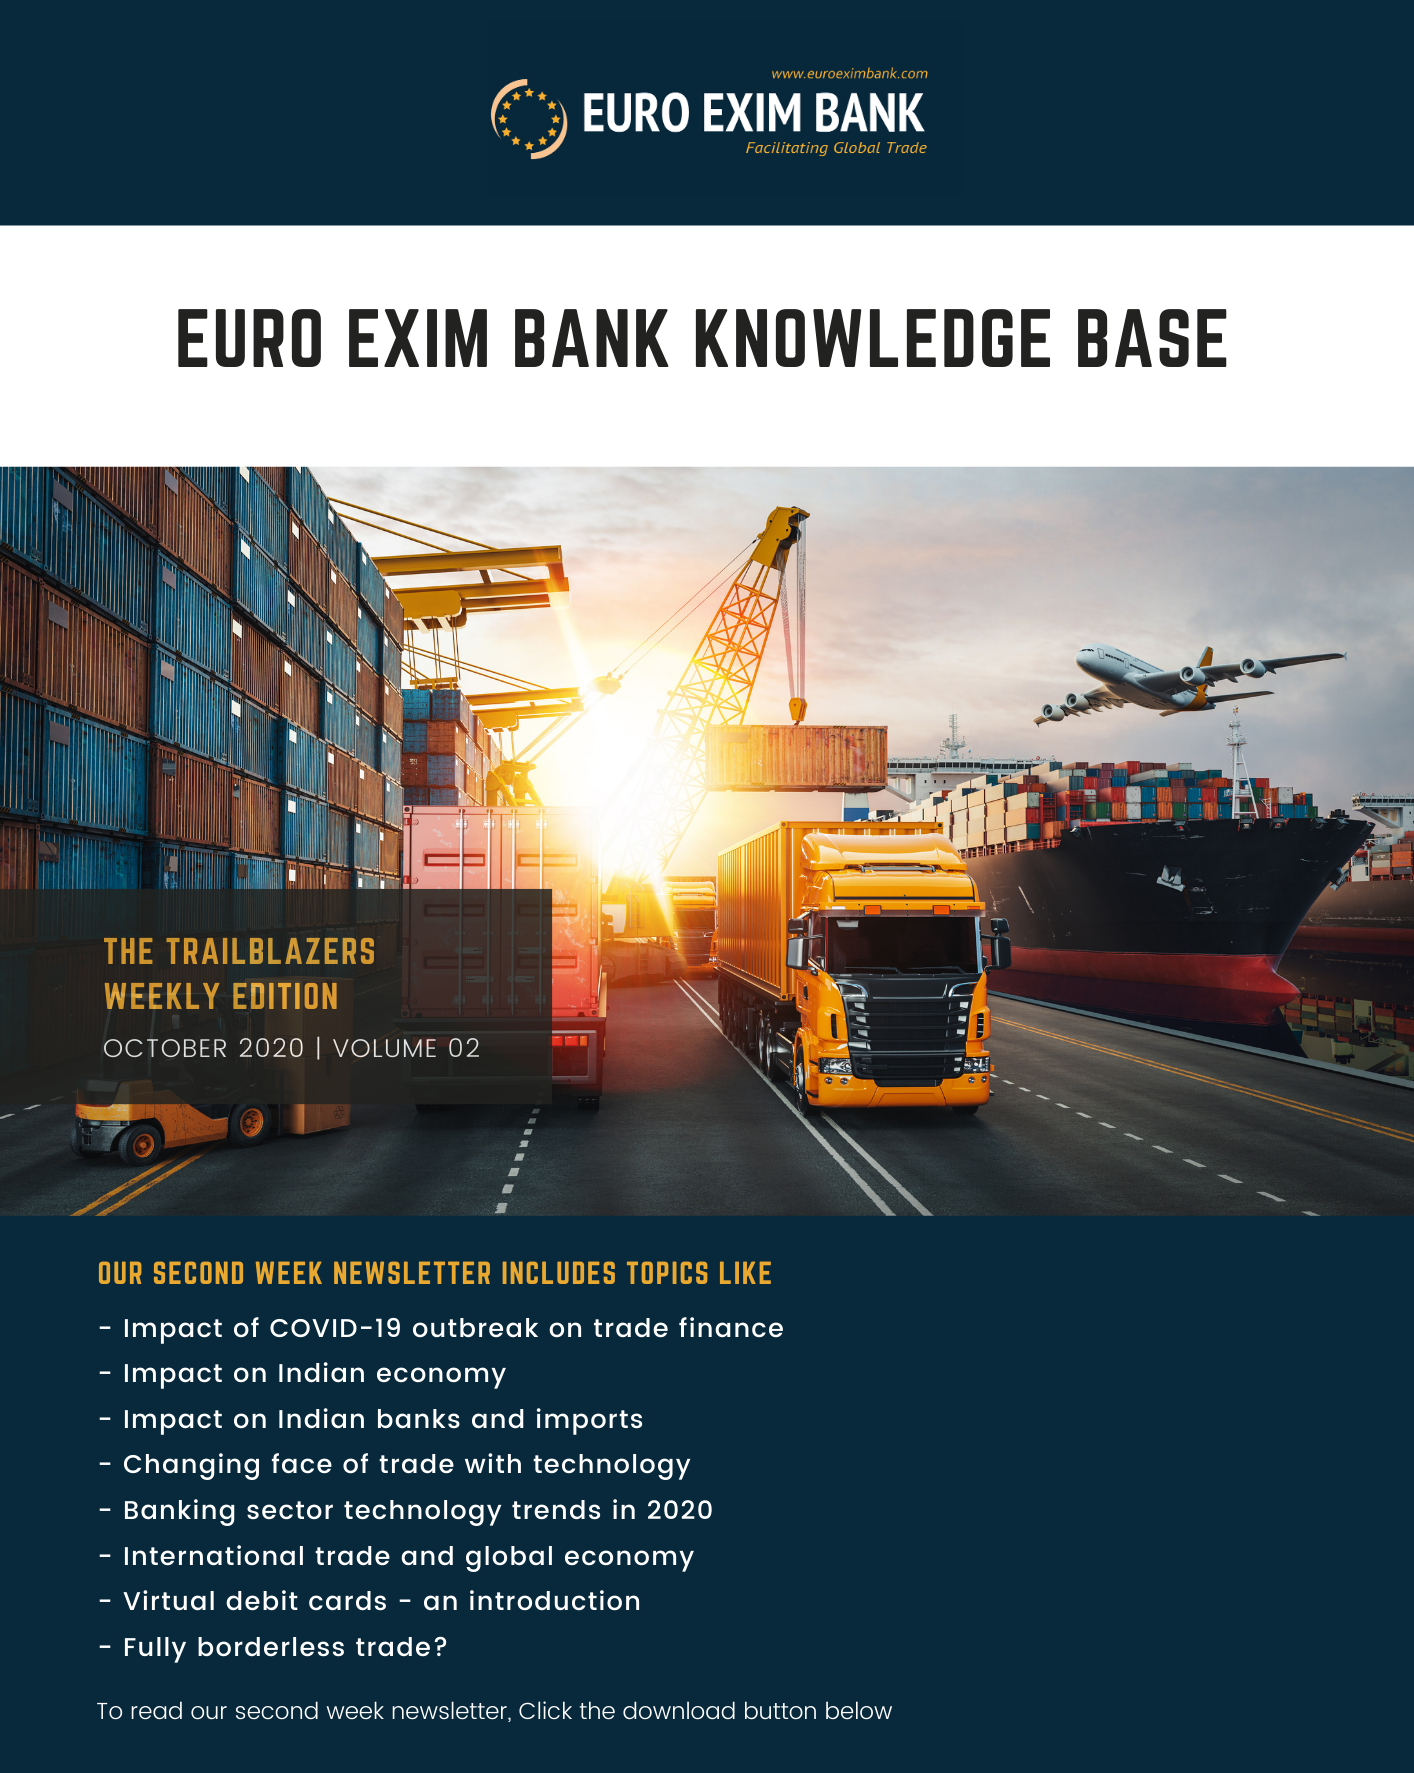 www.euroeximbank.com
EURO EXIM BANK
Facilitating Global Trade
EURO EXIM BANK KNOWLEDGE BASE
THE TRAILBLAZERS
WEEKLY EDITION
OCTOBER 2020 | VOLUME 02
OUR SECOND WEEK NEWSLETTER INCLUDES TOPICS LIKE
- Impact of COVID-19 outbreak on trade finance
- Impact on Indian economy
- Impact on Indian banks and imports
- Changing face of trade with technology
- Banking sector technology trends in 2020
- International trade and global economy
- Virtual debit cards - an introduction
- Fully borderless trade?
To read our second week newsletter, Click the download button below